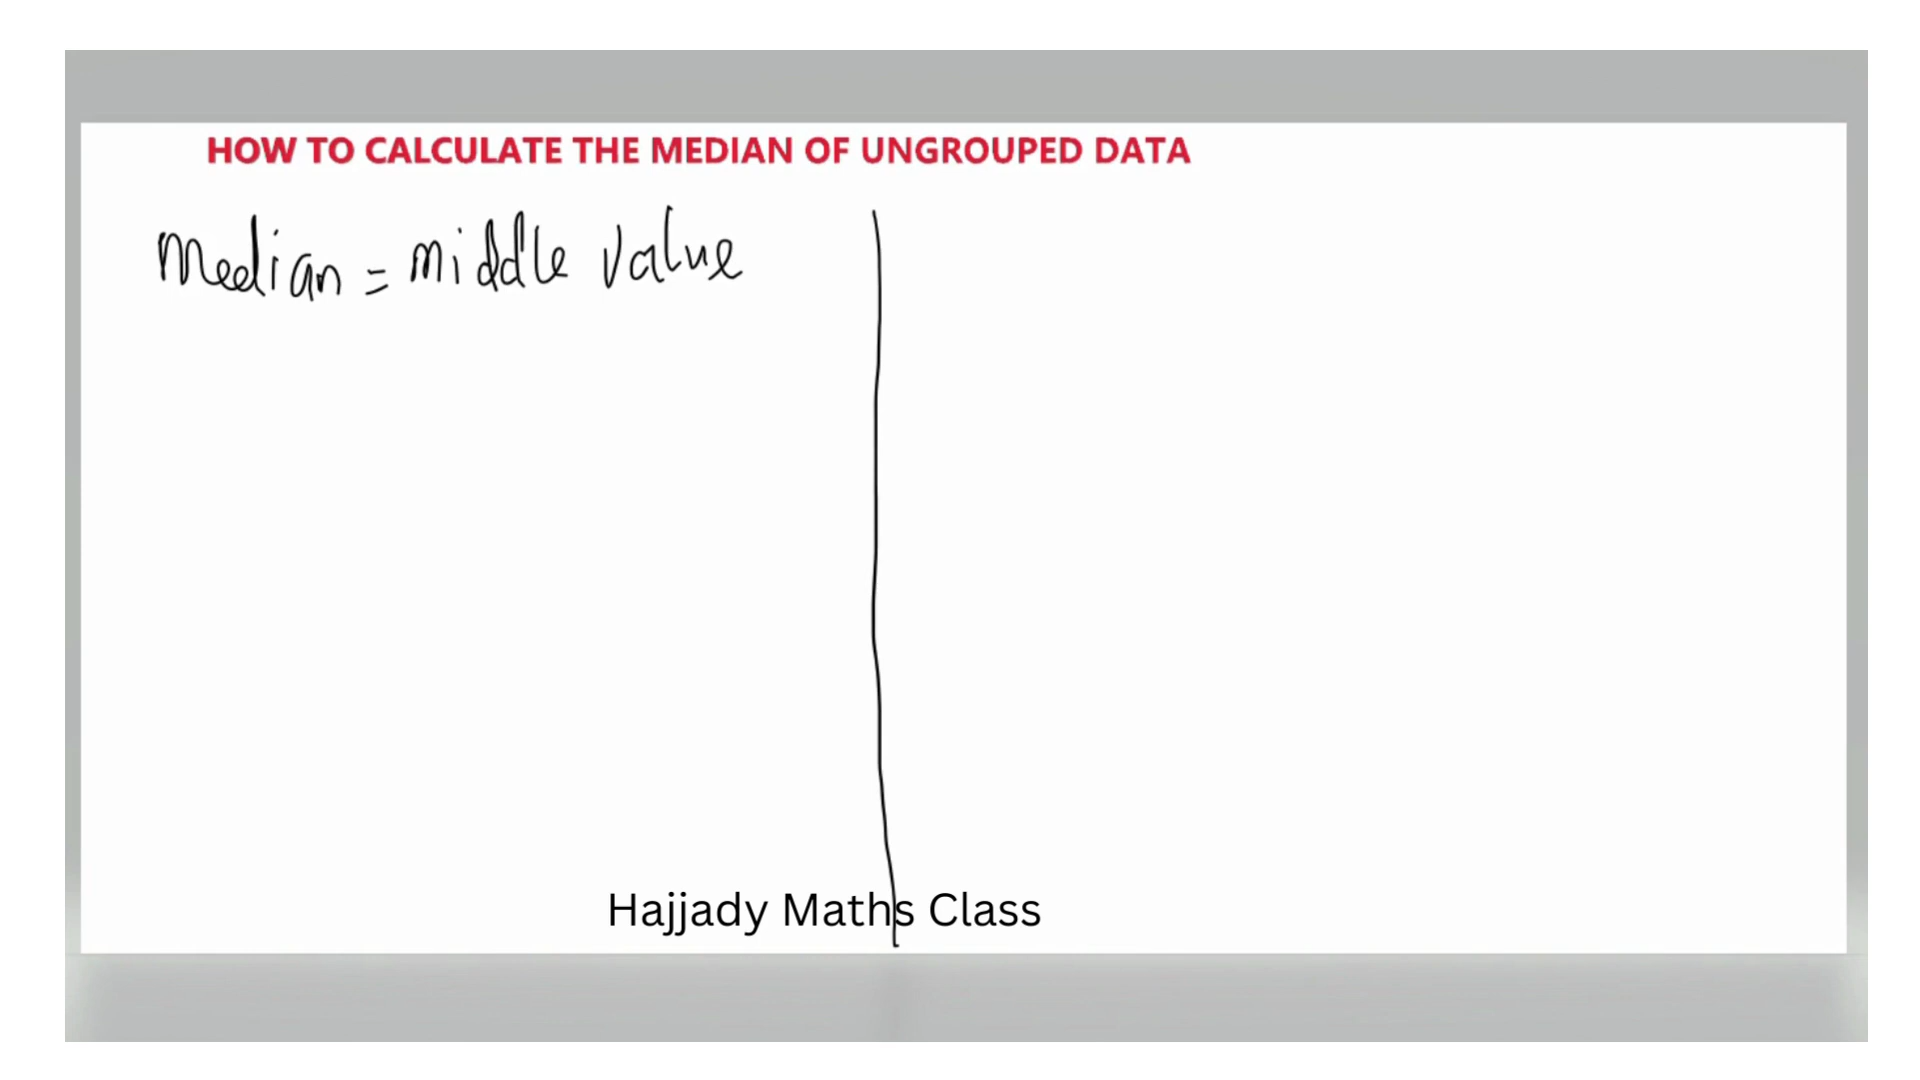 HOW TO CALCULATE THE MEDIAN OF UNGROUPED DATA
Median = middle value
Hajjady Maths Class